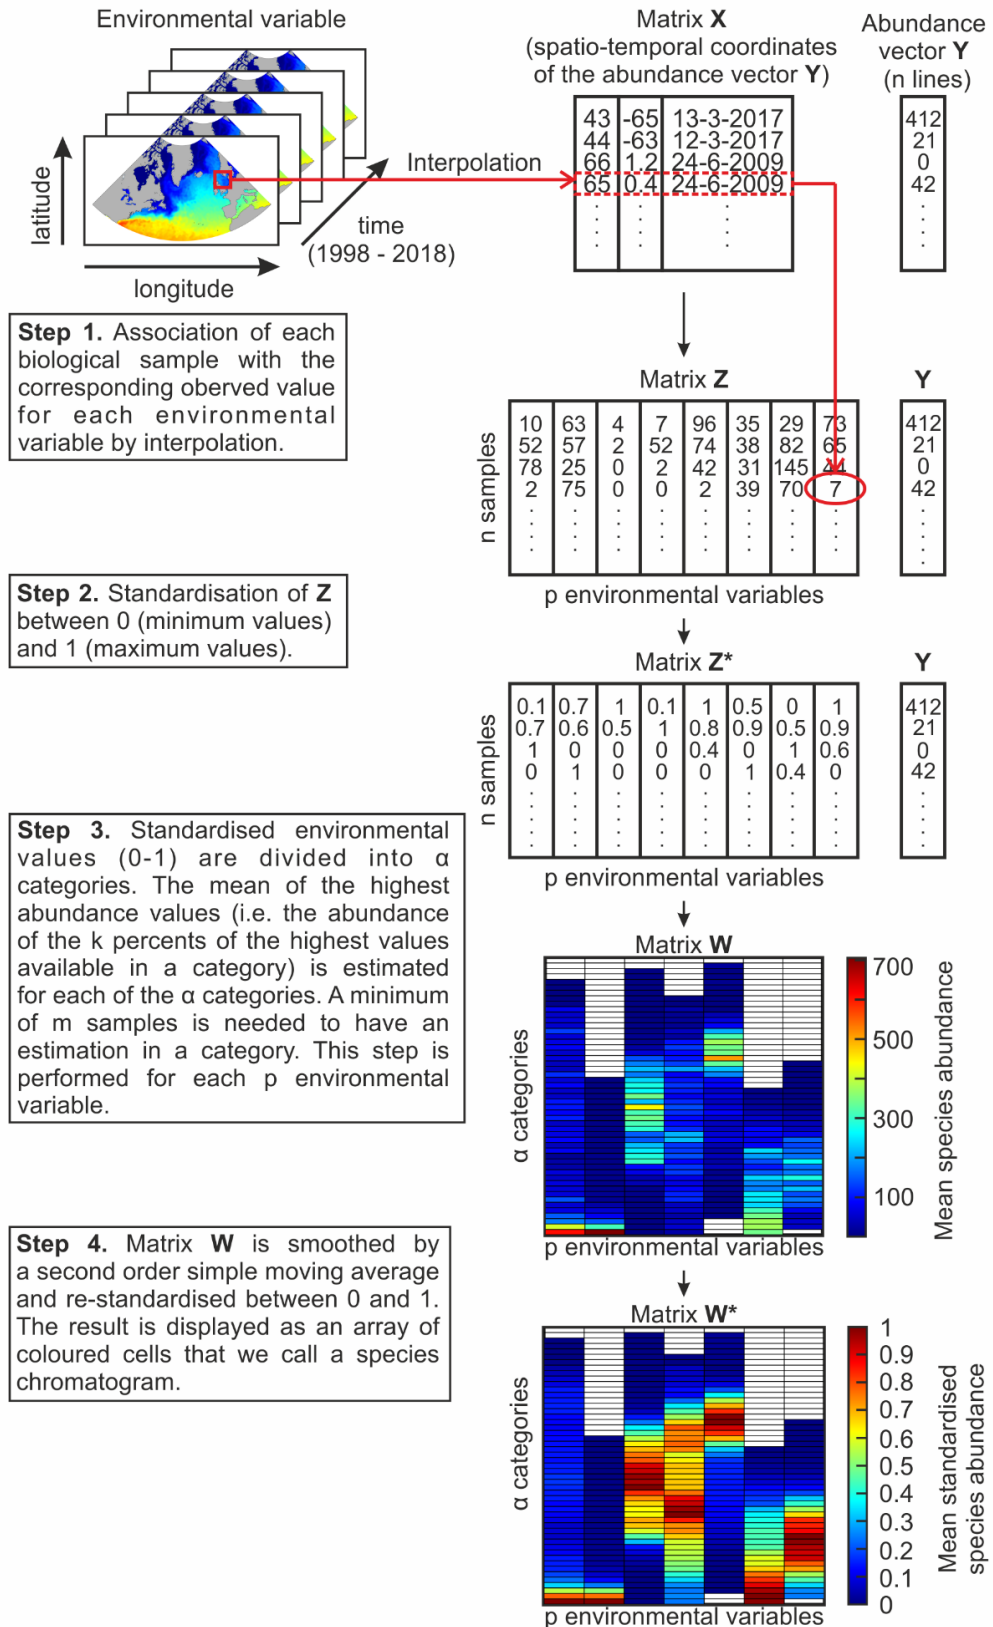 Environmental variable
latitude
longitude
time
(1998 - 2018)
Interpolation
Matrix X
(spatio-temporal coordinates
of the abundance vector Y)
43 -65 13-3-2017
44 -63 12-3-2017
66 1.2 24-6-2009
65 0.4 24-6-2009
Abundance
vector Y
(n lines)
412
21
0
42
Step 1. Association of each
biological sample with the
corresponding oberved value
for each environmental
variable by interpolation.
Matrix Z
Y
n samples
10 63 4 7 96 35 29 73
52 57 2 52 74 38 82 65
78 25 0 2 42 31 145 44
2 75 0 0 2 39 70 7
412
21
0
42
p environmental variables
Step 2. Standardisation of Z
between 0 (minimum values)
and 1 (maximum values).
Matrix Z*
Y
n samples
0.1 0.7 1 0.1 1 0.5 0 1
0.7 0.6 0.5 1 0.8 0.9 0.5 0.9
1 0 0 0 0.4 0 1 0.6
0 1 0 0 0 1 0.4 0
412
21
0
42
p environmental variables
Step 3. Standardised environmental
values (0-1) are divided into α
categories. The mean of the highest
abundance values (i.e. the abundance
of the k percents of the highest values
available in a category) is estimated
for each of the α categories. A minimum
of m samples is needed to have an
estimation in a category. This step is
performed for each p environmental
variable.
Matrix W
α categories
p environmental variables
700
500
300
100
Mean species abundance
Step 4. Matrix W is smoothed by
a second order simple moving average
and re-standardised between 0 and 1.
The result is displayed as an array of
coloured cells that we call a species
chromatogram.
Matrix W*
α categories
p environmental variables
1
0.9
0.8
0.7
0.6
0.5
0.4
0.3
0.2
0.1
0
Mean standardised
species abundance